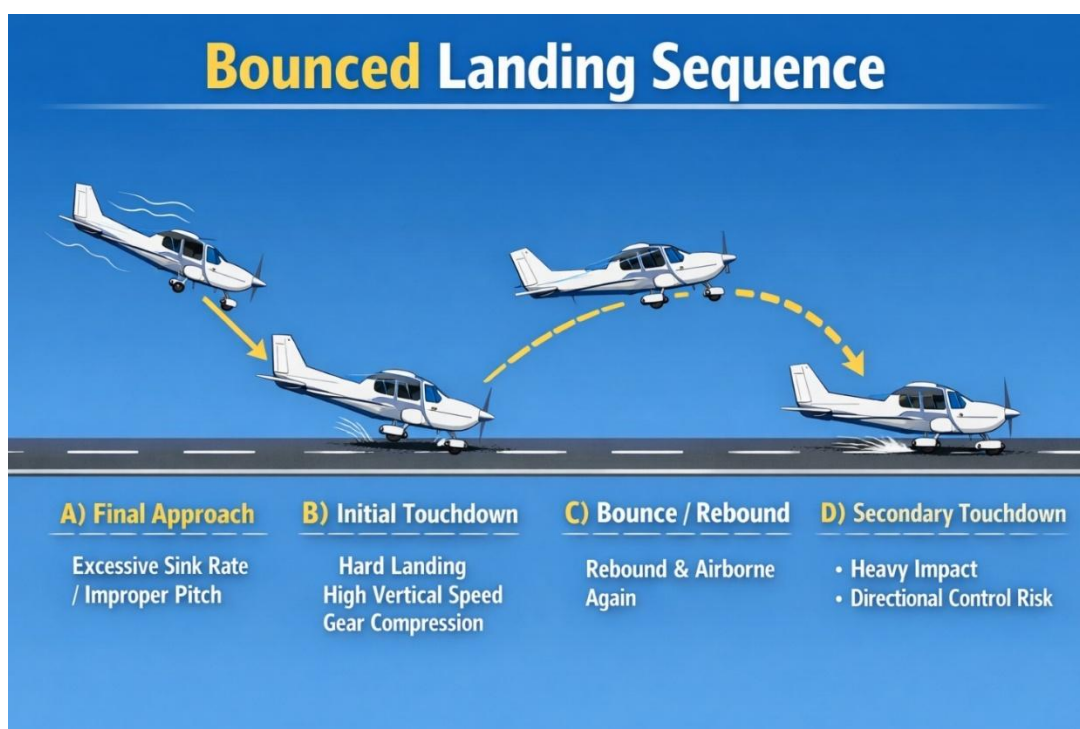 Bounced Landing Sequence
A) Final Approach
Excessive Sink Rate
/ Improper Pitch
B) Initial Touchdown
Hard Landing
High Vertical Speed
Gear Compression
C) Bounce / Rebound
Rebound & Airborne
Again
D) Secondary Touchdown
• Heavy Impact
• Directional Control Risk